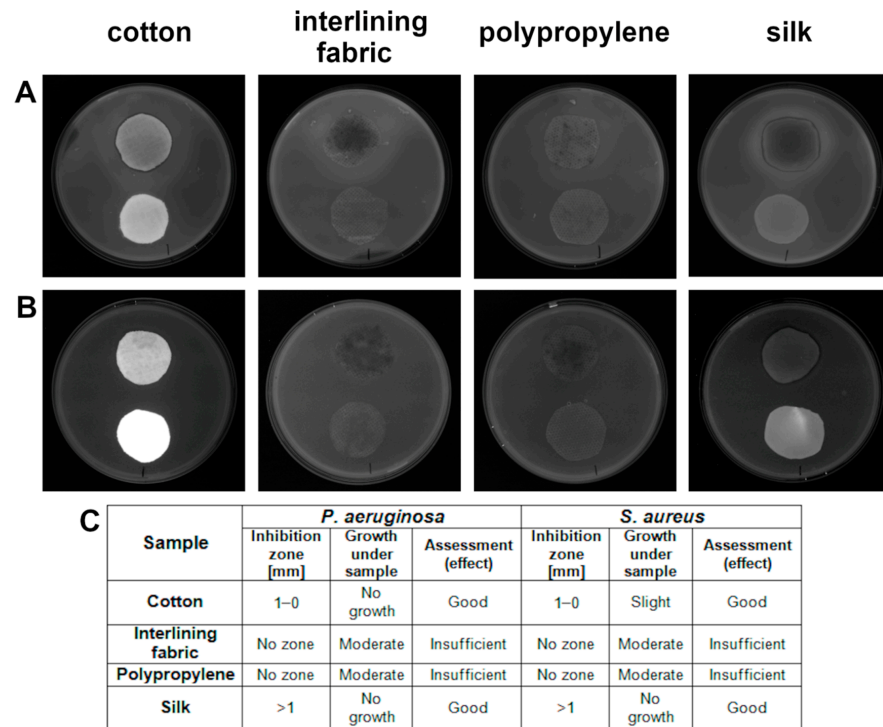 cotton interlining fabric polypropylene silk
A
B
C
Sample P. aeruginosa S. aureus
Inhibition zone [mm] Growth under sample Assessment (effect) Inhibition zone [mm] Growth under sample Assessment (effect)
Cotton 1–0 No growth Good 1–0 Slight Good
Interlining fabric No zone Moderate Insufficient No zone Moderate Insufficient
Polypropylene No zone Moderate Insufficient No zone Moderate Insufficient
Silk >1 No growth Good >1 No growth Good